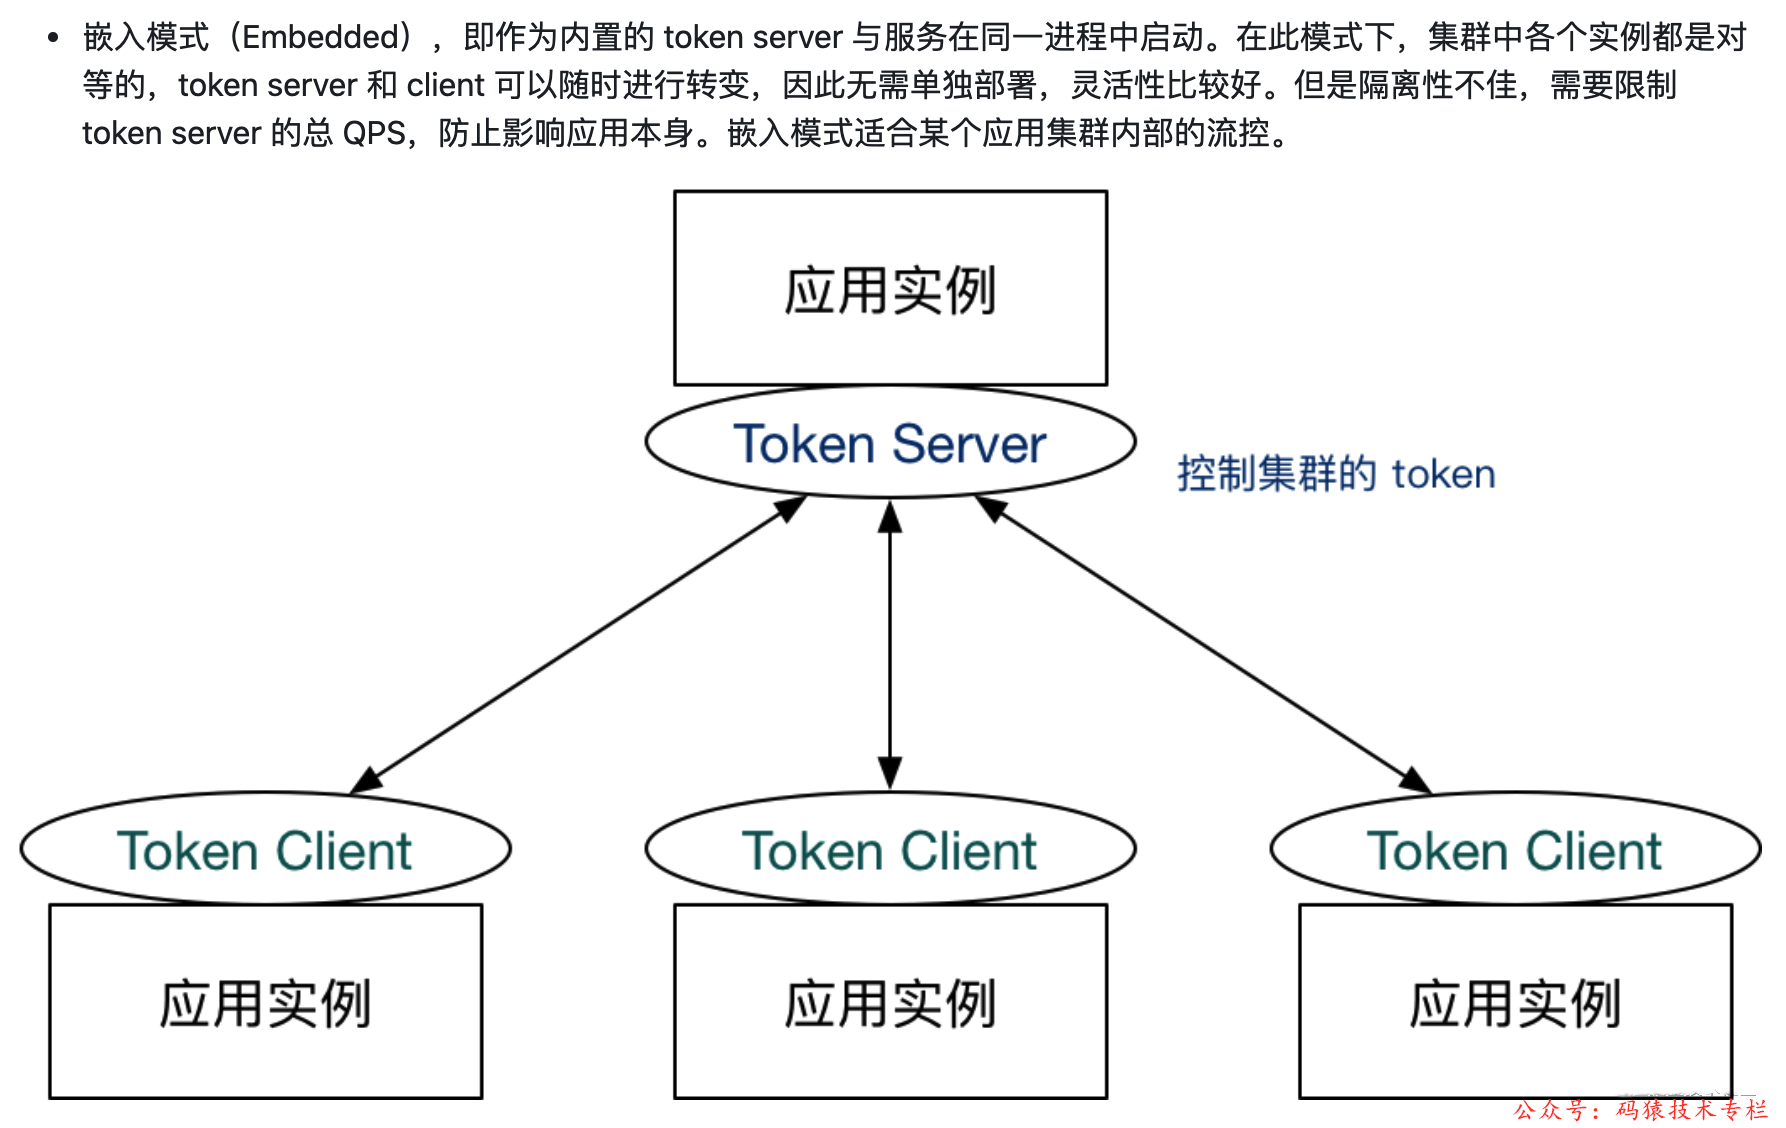 • 嵌入模式（Embedded），即作为内置的 token server 与服务在同一进程中启动。在此模式下，集群中各个实例都是对
等的，token server 和 client 可以随时进行转变，因此无需单独部署，灵活性比较好。但是隔离性不佳，需要限制
token server 的总 QPS，防止影响应用本身。嵌入模式适合某个应用集群内部的流控。
应用实例
Token Server
控制集群的 token
Token Client
Token Client
Token Client
应用实例
应用实例
应用实例
公众号：码猿技术专栏